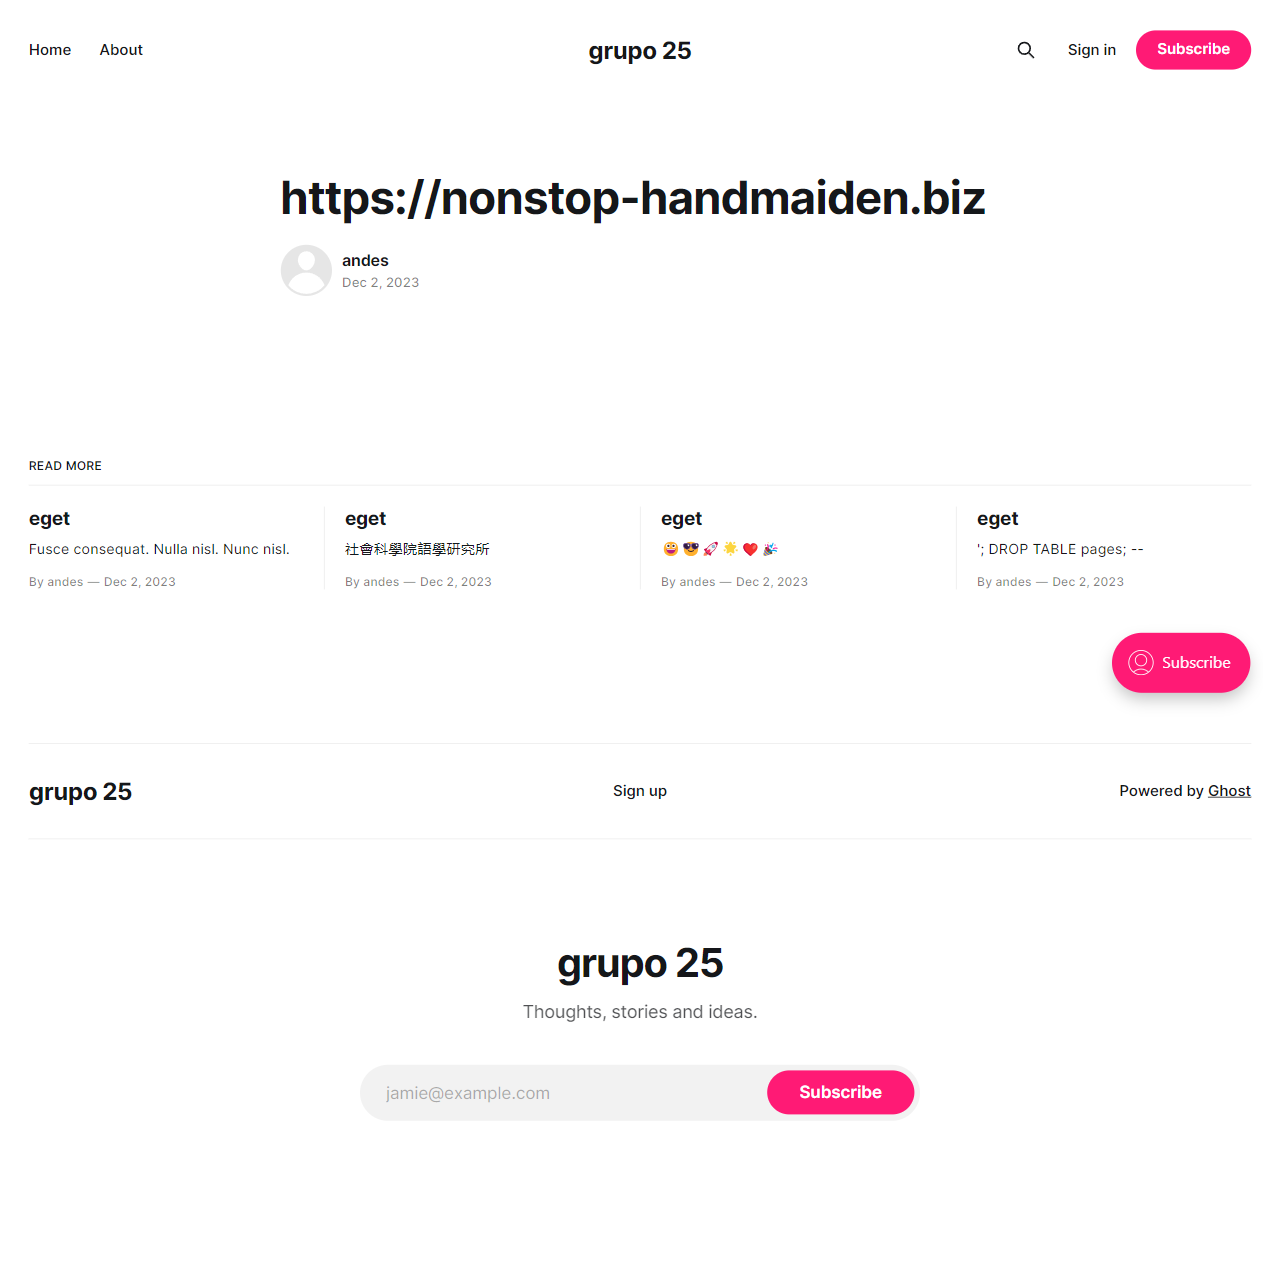 Home About grupo 25 Sign in Subscribe
https://nonstop-handmaiden.biz
andes
Dec 2, 2023
READ MORE
eget
Fusce consequat. Nulla nisl. Nunc nisl.
By andes — Dec 2, 2023
eget
社會科學院語學研究所
By andes — Dec 2, 2023
eget
😀😎🚀🌟❤️🎉
By andes — Dec 2, 2023
eget
'; DROP TABLE pages; --
By andes — Dec 2, 2023
Subscribe
grupo 25 Sign up Powered by Ghost
grupo 25
Thoughts, stories and ideas.
jamie@example.com Subscribe